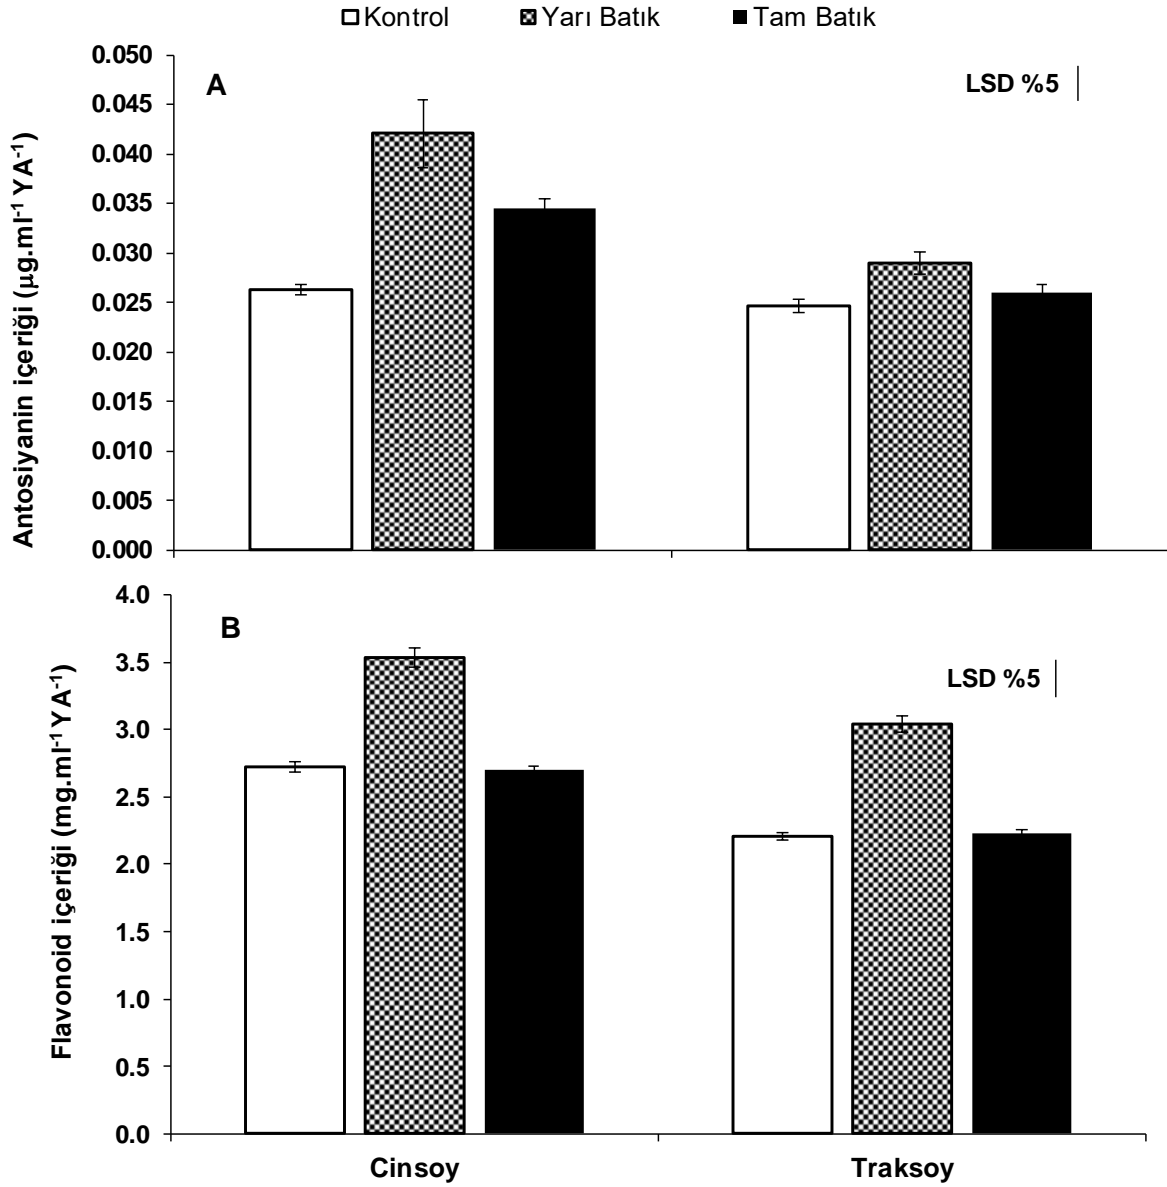 Kontrol Yarı Batık Tam Batık
A
LSD %5
Antosiyanin içeriği (µg.ml⁻¹ YA⁻¹)
0.050
0.045
0.040
0.035
0.030
0.025
0.020
0.015
0.010
0.005
0.000
B
LSD %5
Flavonoid içeriği (mg.ml⁻¹ YA⁻¹)
4.0
3.5
3.0
2.5
2.0
1.5
1.0
0.5
0.0
Cinsoy Traksoy